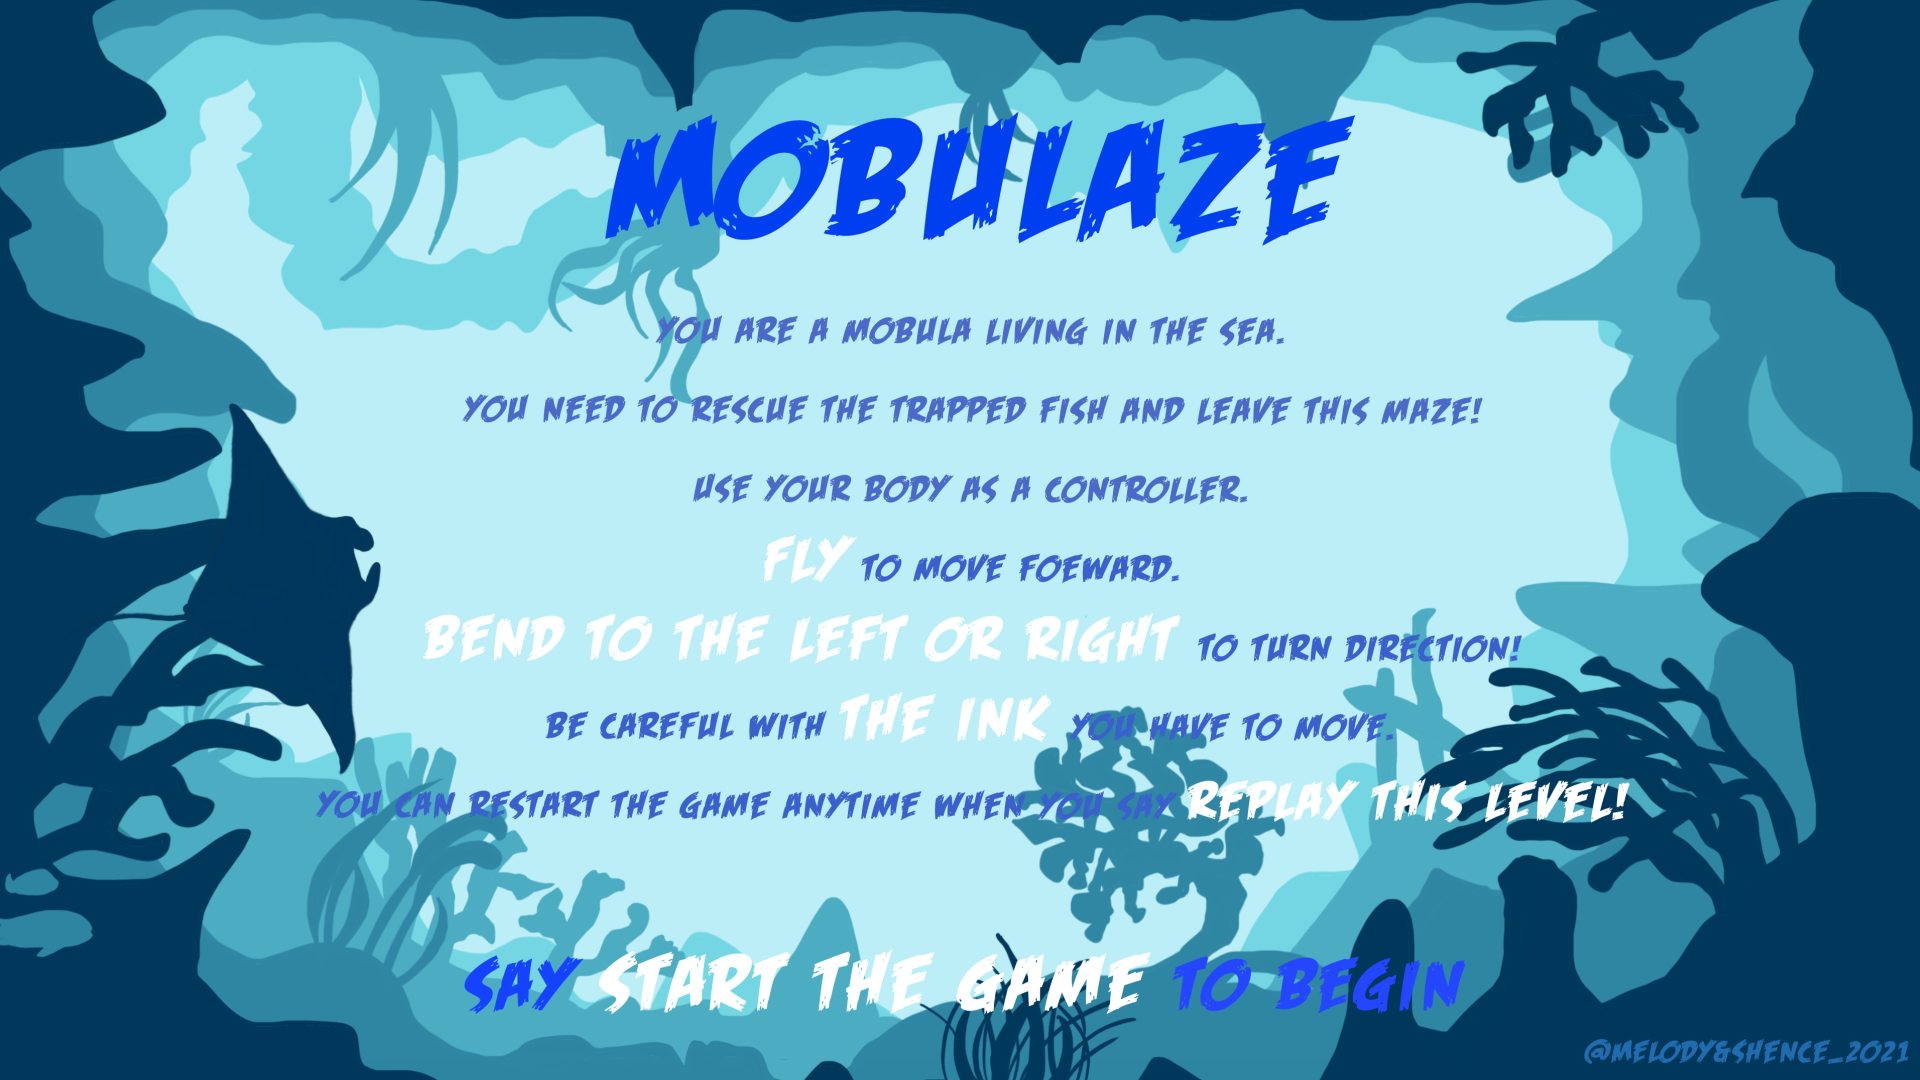 MOBULAZE
YOU ARE A MOBULA LIVING IN THE SEA.
YOU NEED TO RESCUE THE TRAPPED FISH AND LEAVE THIS MAZE!
USE YOUR BODY AS A CONTROLLER.
FLY TO MOVE FOEWARD.
BEND TO THE LEFT OR RIGHT TO TURN DIRECTION!
BE CAREFUL WITH THE INK YOU HAVE TO MOVE.
YOU CAN RESTART THE GAME ANYTIME WHEN YOU SAY REPLAY THIS LEVEL!
SAY START THE GAME TO BEGIN
@MELODY&SHENCE_2021